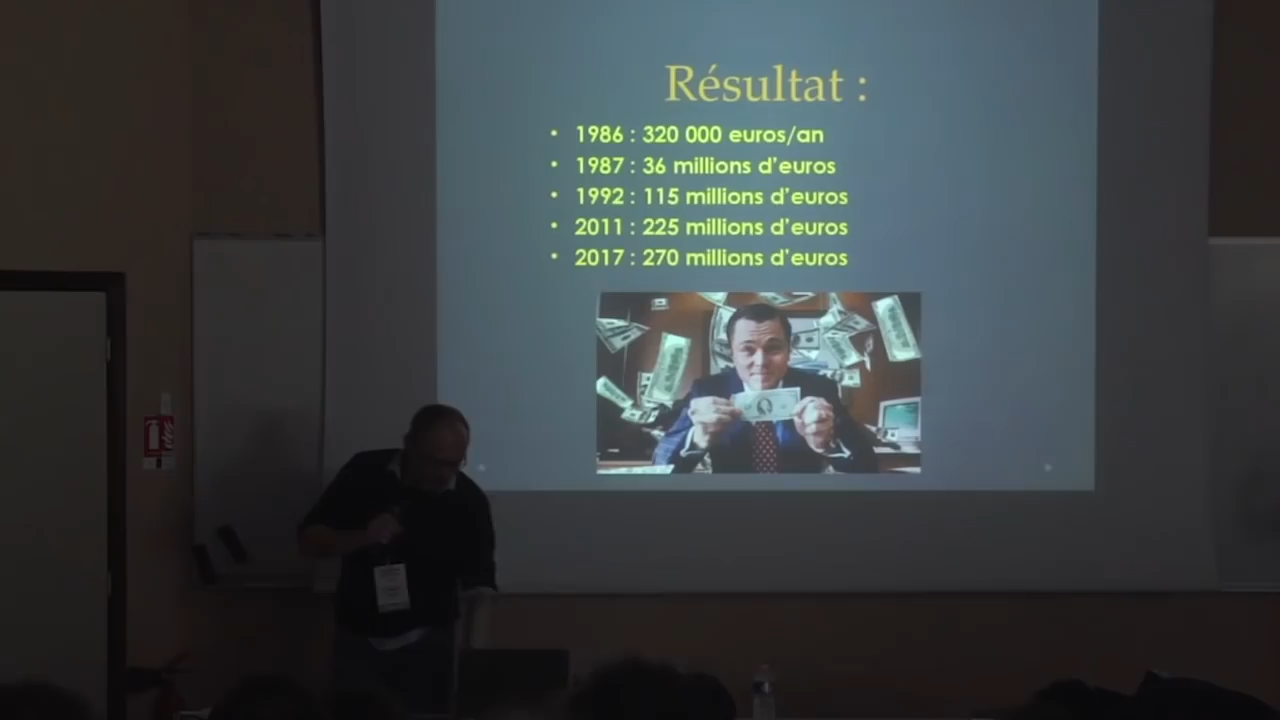 Résultat :
• 1986 : 320 000 euros/an
• 1987 : 36 millions d'euros
• 1992 : 115 millions d'euros
• 2011 : 225 millions d'euros
• 2017 : 270 millions d'euros